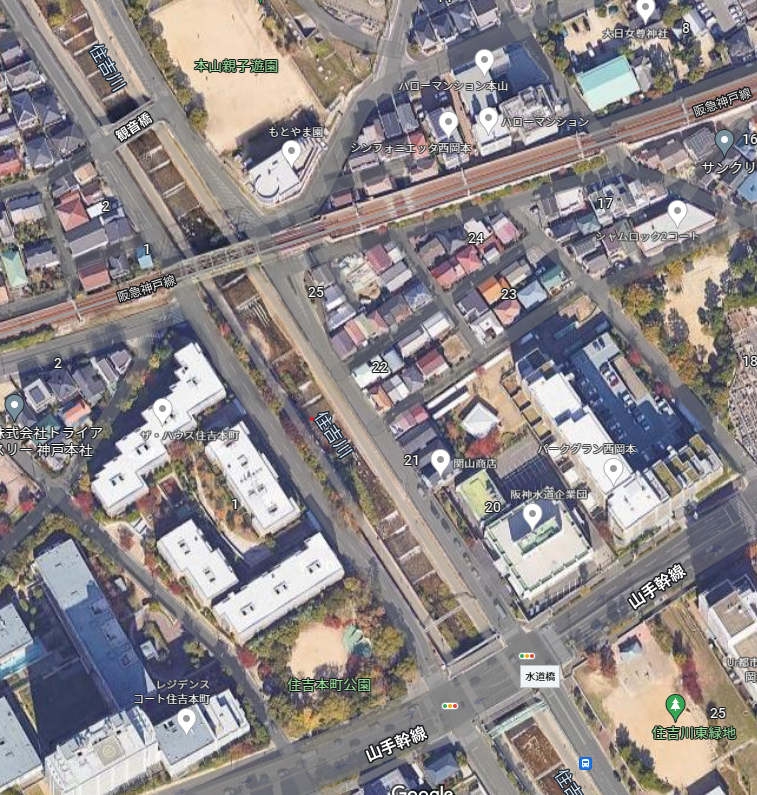 大日女尊神社
8
住吉川
本山親子遊園
ハローマンション本山
阪急神戸線
観音橋
もとやま園
シンフォニエッタ西岡本
ハローマンション
16
サンクリ
2
17
1
24
シャムロック2コート
阪急神戸線
25
23
2
22
18
株式会社トライア
スリー 神戸本社
ザ・ハウス住吉本町
住吉川
21
関山商店
パークグラン西岡本
1
20
阪神水道企業団
山手幹線
水道橋
レジデンス
コート住吉本町
住吉本町公園
25
住吉川東緑地
山手幹線
Google